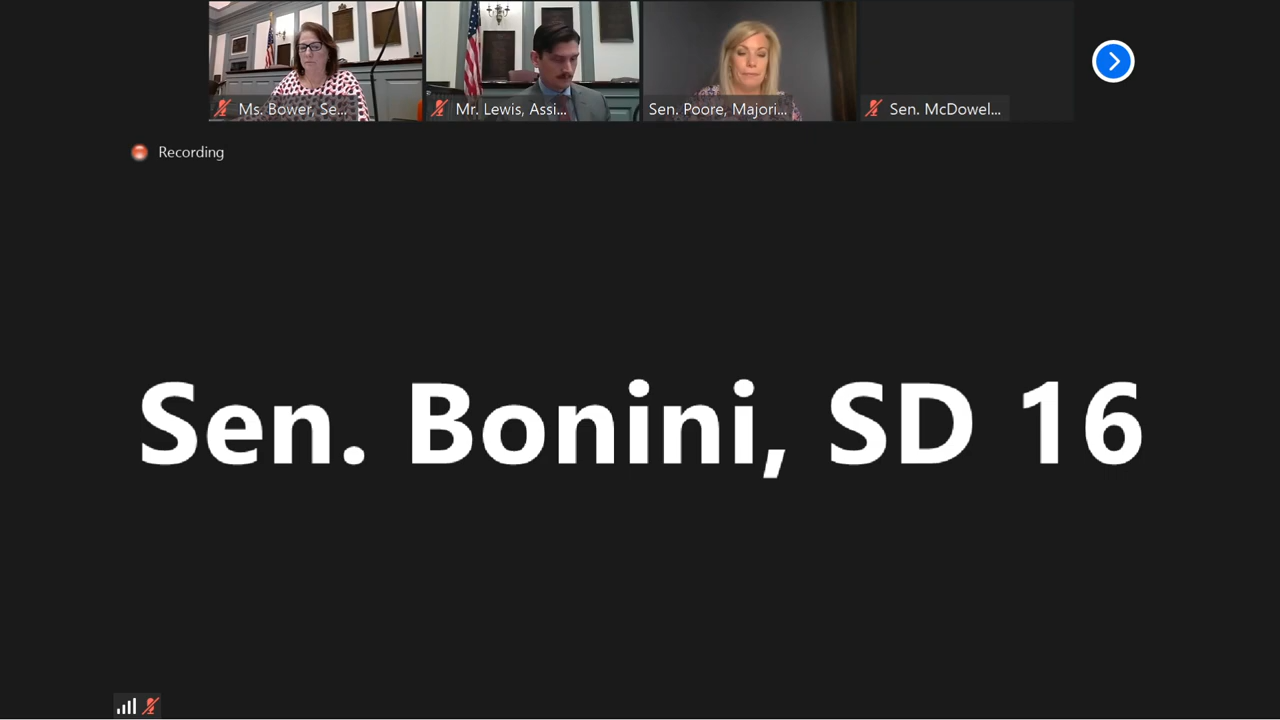 Ms. Bower, Se...
Mr. Lewis, Assi...
Sen. Poore, Majori...
Sen. McDowel...
Recording
Sen. Bonini, SD 16